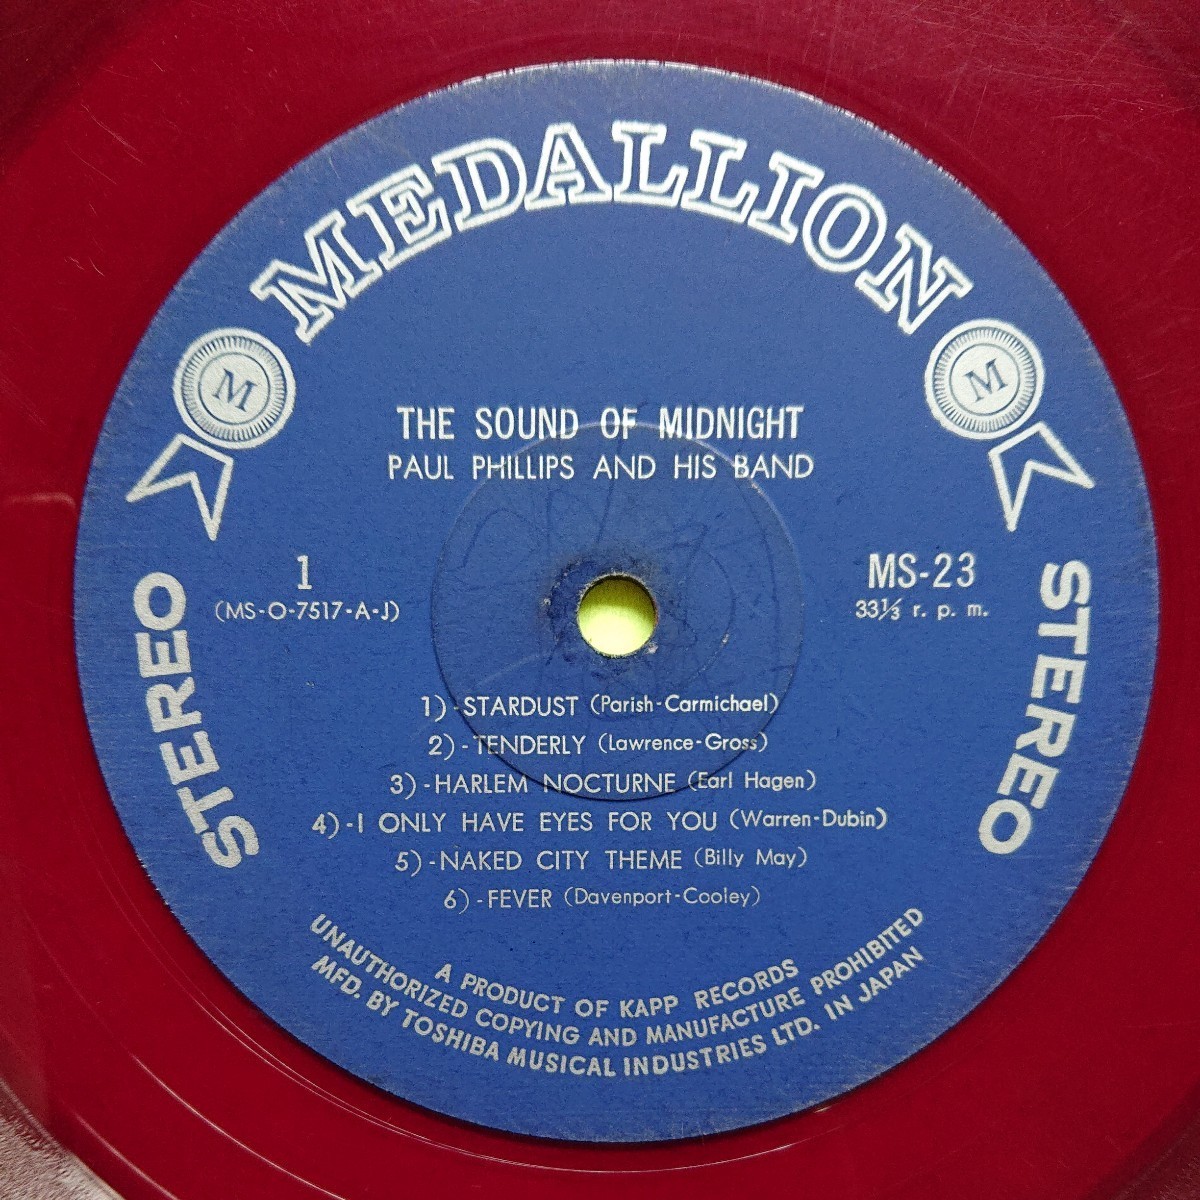 MEDALLION
M
M
THE SOUND OF MIDNIGHT
PAUL PHILLIPS AND HIS BAND
1
(MS-O-7517-A-J)
MS-23
33⅓ r. p. m.
STEREO
STEREO
1)-STARDUST (Parish-Carmichael)
2)-TENDERLY (Lawrence-Gross)
3)-HARLEM NOCTURNE (Earl Hagen)
4)-I ONLY HAVE EYES FOR YOU (Warren-Dubin)
5)-NAKED CITY THEME (Billy May)
6)-FEVER (Davenport-Cooley)
A PRODUCT OF KAPP RECORDS
UNAUTHORIZED COPYING AND MANUFACTURE PROHIBITED
MFD. BY TOSHIBA MUSICAL INDUSTRIES LTD. IN JAPAN